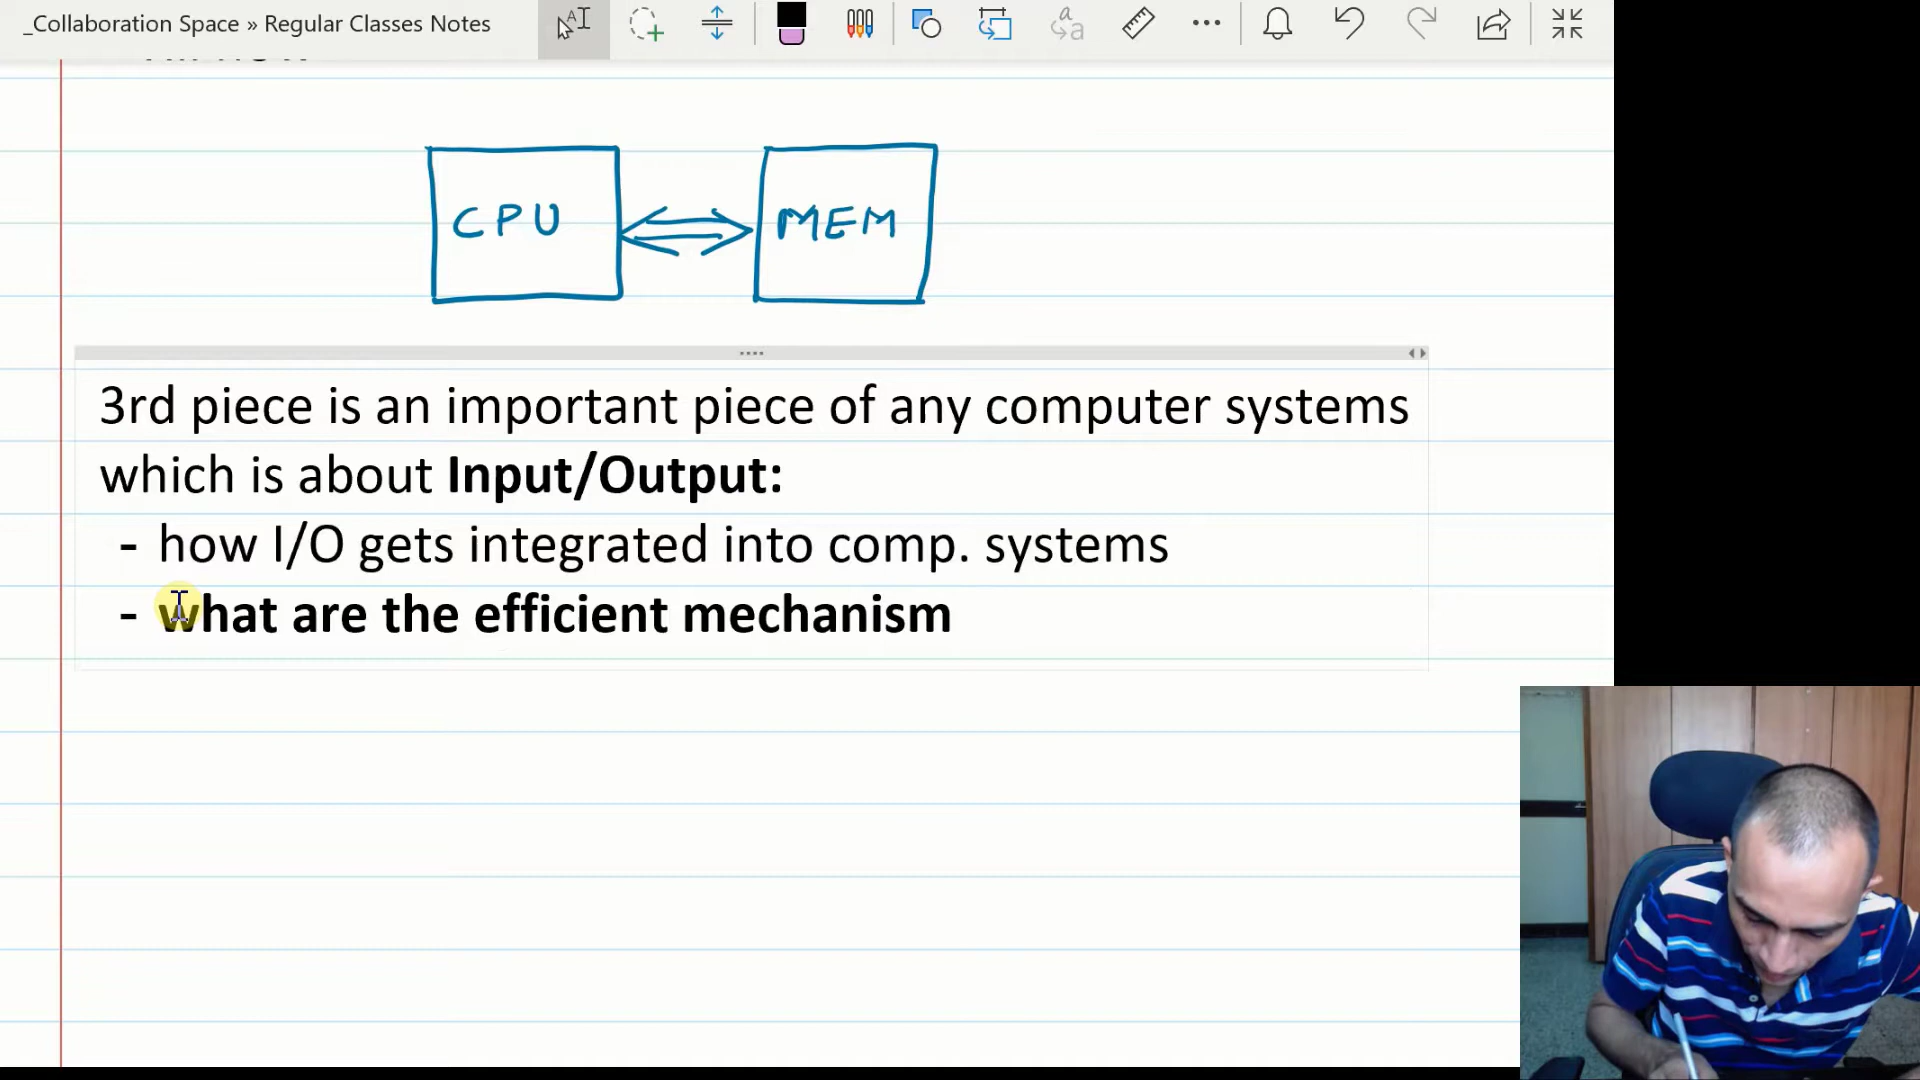 _Collaboration Space » Regular Classes Notes
CPU
MEM
3rd piece is an important piece of any computer systems
which is about Input/Output:
- how I/O gets integrated into comp. systems
- what are the efficient mechanism